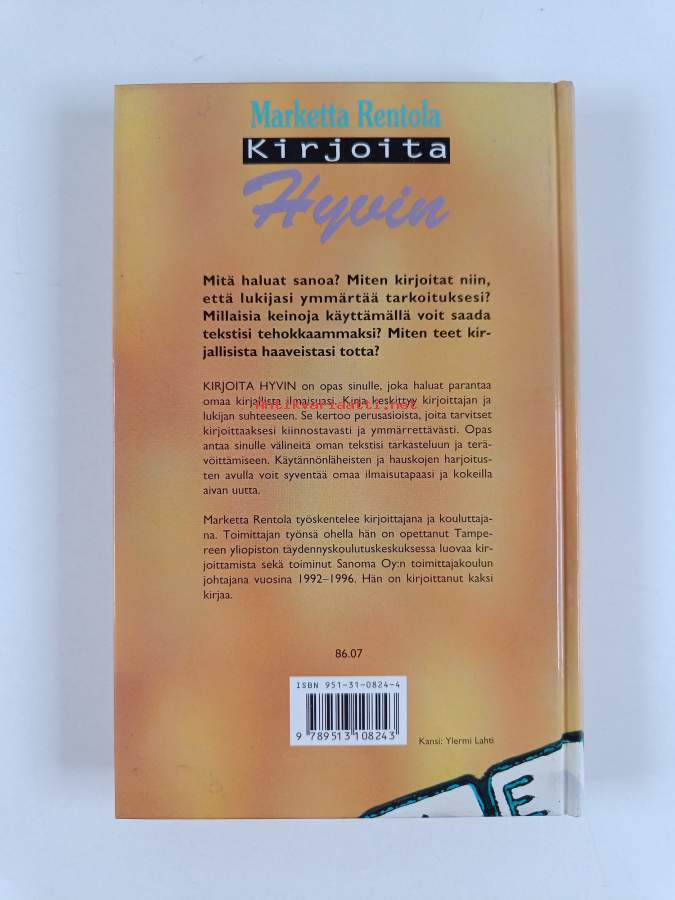 Marketta Rentola
Kirjoita
Hyvin
Mitä haluat sanoa? Miten kirjoitat niin,
että lukijasi ymmärtää tarkoituksesi?
Millaisia keinoja käyttämällä voit saada
tekstisi tehokkaammaksi? Miten teet kir-
jallisista haaveistasi totta?
KIRJOITA HYVIN on opas sinulle, joka haluat parantaa
omaa kirjallista ilmaisuasi. Kirja keskittyy kirjoittajan ja
Antikvariaatti.net
lukijan suhteeseen. Se kertoo perusasioista, joita tarvitset
kirjoittaaksesi kiinnostavasti ja ymmärrettävästi. Opas
antaa sinulle välineitä oman tekstisi tarkasteluun ja terä-
vöittämiseen. Käytännönläheisten ja hauskojen harjoitus-
ten avulla voit syventää omaa ilmaisutapaasi ja kokeilla
aivan uutta.
Marketta Rentola työskentelee kirjoittajana ja kouluttaja-
na. Toimittajan työnsä ohella hän on opettanut Tampe-
reen yliopiston täydennyskoulutuskeskuksessa luovaa kir-
joittamista sekä toiminut Sanoma Oy:n toimittajakoulun
johtajana vuosina 1992–1996. Hän on kirjoittanut kaksi
kirjaa.
86.07
ISBN 951-31-0824-4
9 789513 108243
Kansi: Ylermi Lahti
E